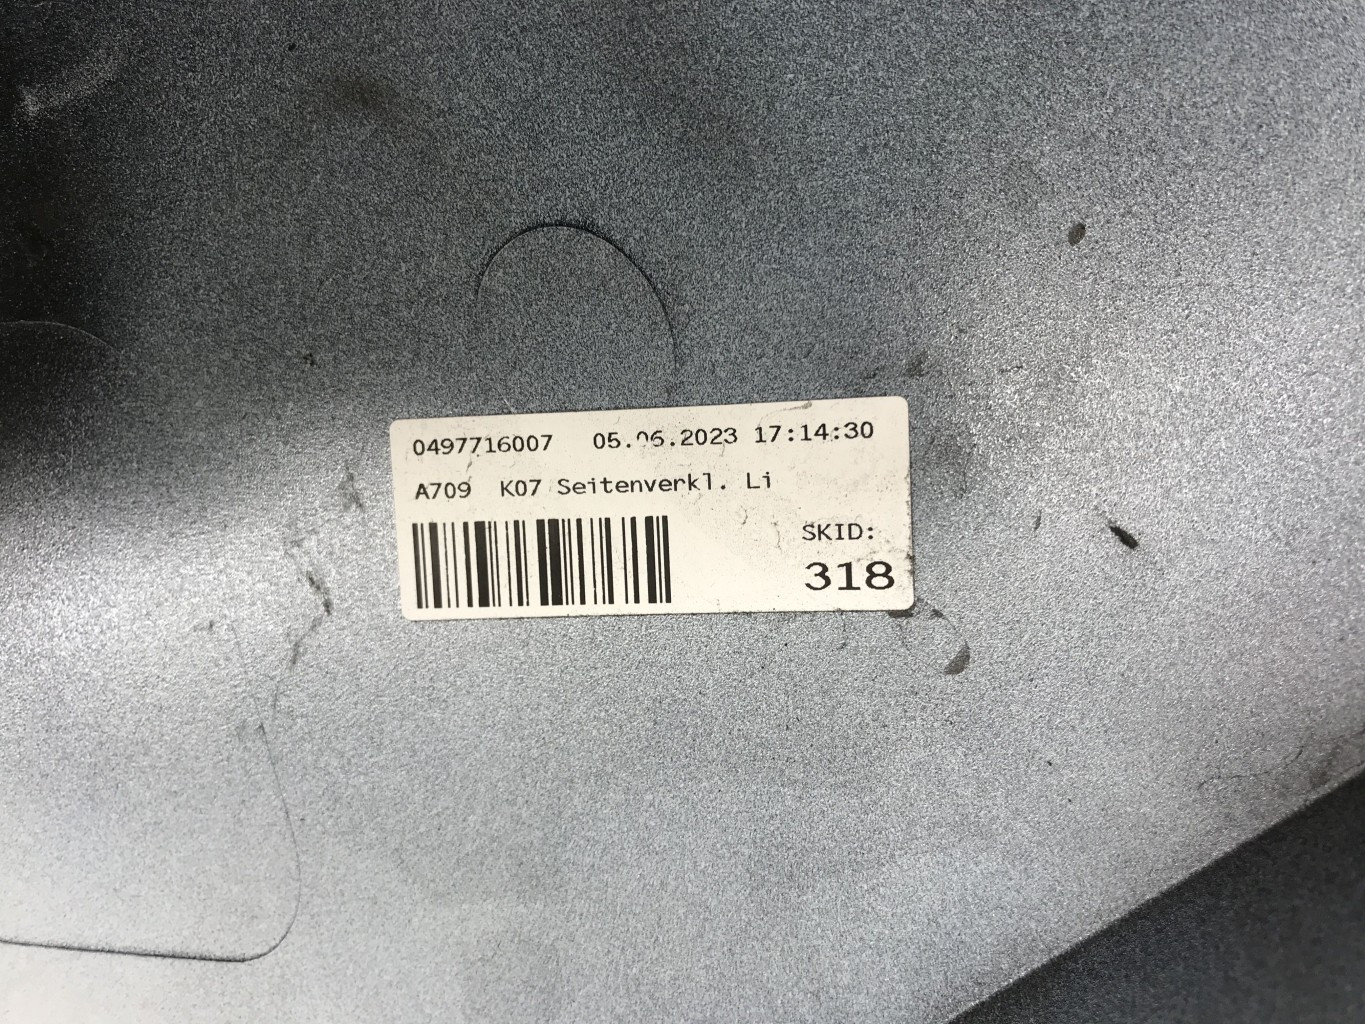 0497716007 05.06.2023 17:14:30
A709 K07 Seitenverkl. Li
SKID:
318